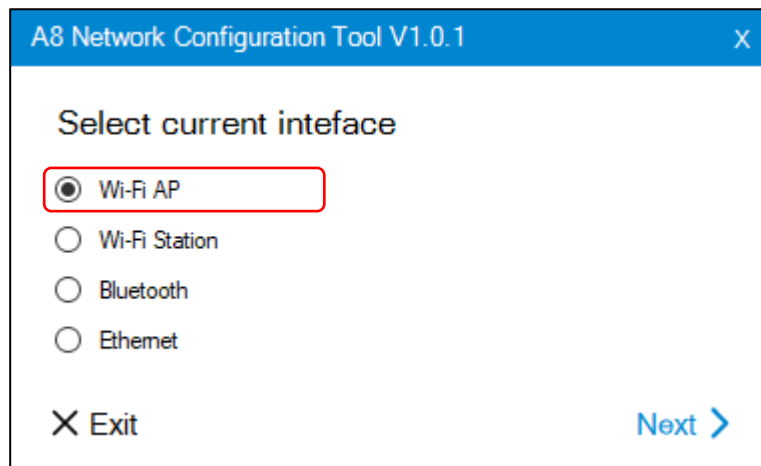 A8 Network Configuration Tool V1.0.1 X
Select current inteface
Wi-Fi AP
Wi-Fi Station
Bluetooth
Ethernet
Exit Next